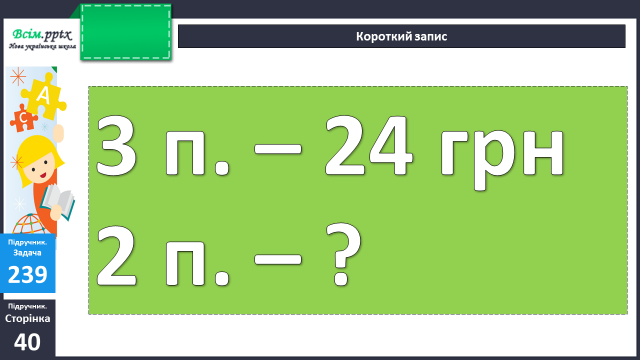 Всім.pptx
Нова українська школа
Короткий запис
А
С
3 п. – 24 грн
2 п. – ?
Підручник.
Задача
239
Підручник.
Сторінка
40